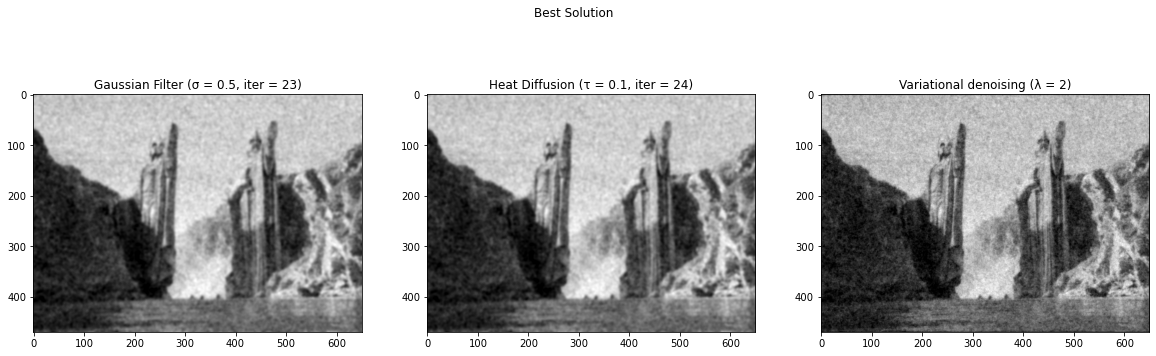 Best Solution
Gaussian Filter (σ = 0.5, iter = 23)
Heat Diffusion (τ = 0.1, iter = 24)
Variational denoising (λ = 2)
0
100
200
300
400
0 100 200 300 400 500 600
0
100
200
300
400
0 100 200 300 400 500 600
0
100
200
300
400
0 100 200 300 400 500 600